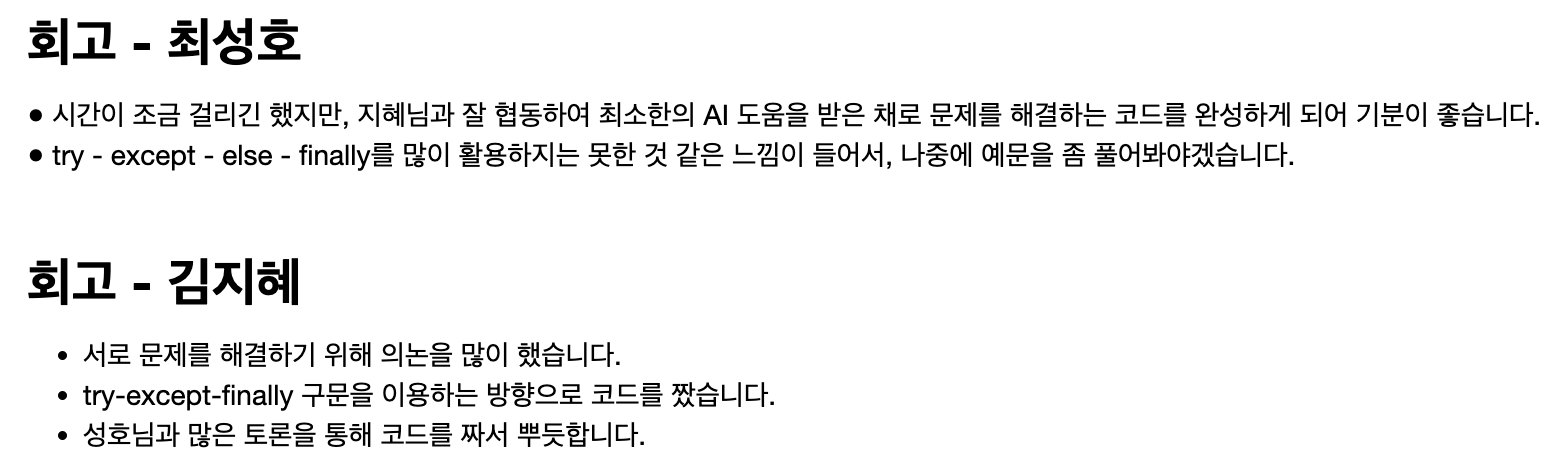 회고 - 최성호
● 시간이 조금 걸리긴 했지만, 지혜님과 잘 협동하여 최소한의 AI 도움을 받은 채로 문제를 해결하는 코드를 완성하게 되어 기분이 좋습니다.
● try - except - else - finally를 많이 활용하지는 못한 것 같은 느낌이 들어서, 나중에 예문을 좀 풀어봐야겠습니다.
회고 - 김지혜
• 서로 문제를 해결하기 위해 의논을 많이 했습니다.
• try-except-finally 구문을 이용하는 방향으로 코드를 짰습니다.
• 성호님과 많은 토론을 통해 코드를 짜서 뿌듯합니다.